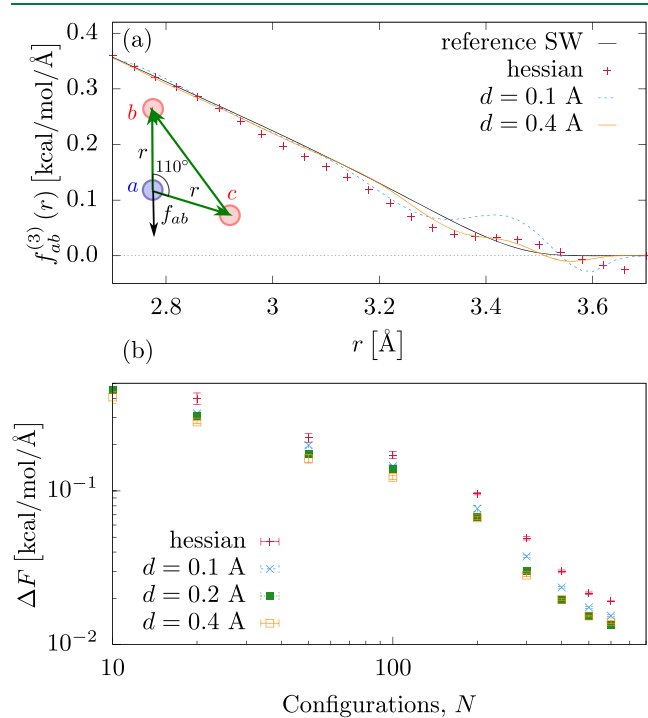 (a)
reference SW
hessian
d = 0.1 A
d = 0.4 A
0.4
0.3
0.2
0.1
0.0
f_{ab}^{(3)}(r) [kcal/mol/Å]
b
r
110°
a
r
c
f_{ab}
2.8 3 3.2 3.4 3.6
r [Å]
(b)
10^{-1}
10^{-2}
ΔF [kcal/mol/Å]
hessian
d = 0.1 A
d = 0.2 A
d = 0.4 A
10 100
Configurations, N